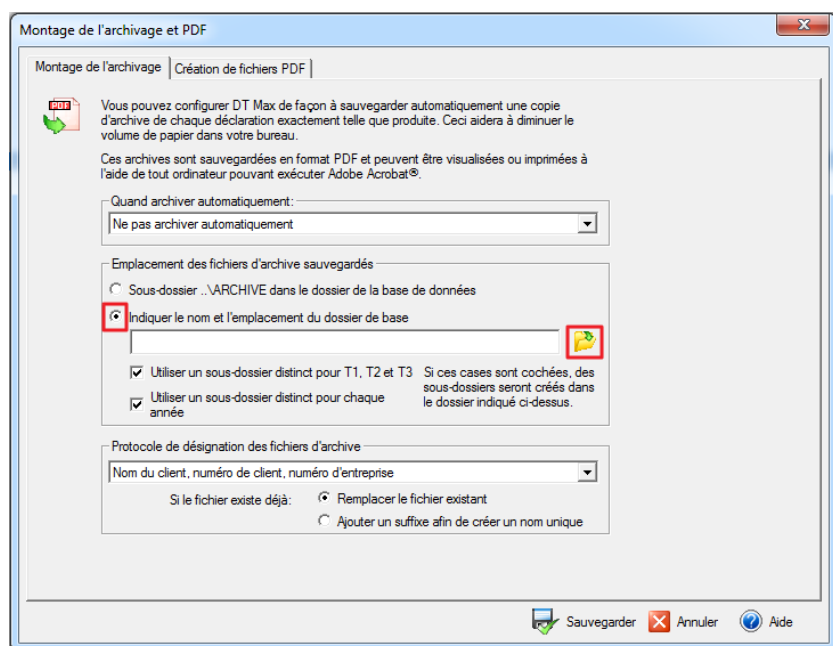 Montage de l'archivage et PDF
Montage de l'archivage
Création de fichiers PDF
PDF
Vous pouvez configurer DT Max de façon à sauvegarder automatiquement une copie
d'archive de chaque déclaration exactement telle que produite. Ceci aidera à diminuer le
volume de papier dans votre bureau.
Ces archives sont sauvegardées en format PDF et peuvent être visualisées ou imprimées à
l'aide de tout ordinateur pouvant exécuter Adobe Acrobat®.
Quand archiver automatiquement:
Ne pas archiver automatiquement
Emplacement des fichiers d'archive sauvegardés
Sous-dossier ..\ARCHIVE dans le dossier de la base de données
Indiquer le nom et l'emplacement du dossier de base
Utiliser un sous-dossier distinct pour T1, T2 et T3
Utiliser un sous-dossier distinct pour chaque
année
Si ces cases sont cochées, des
sous-dossiers seront créés dans
le dossier indiqué ci-dessus.
Protocole de désignation des fichiers d'archive
Nom du client, numéro de client, numéro d'entreprise
Si le fichier existe déjà:
Remplacer le fichier existant
Ajouter un suffixe afin de créer un nom unique
Sauvegarder
Annuler
Aide